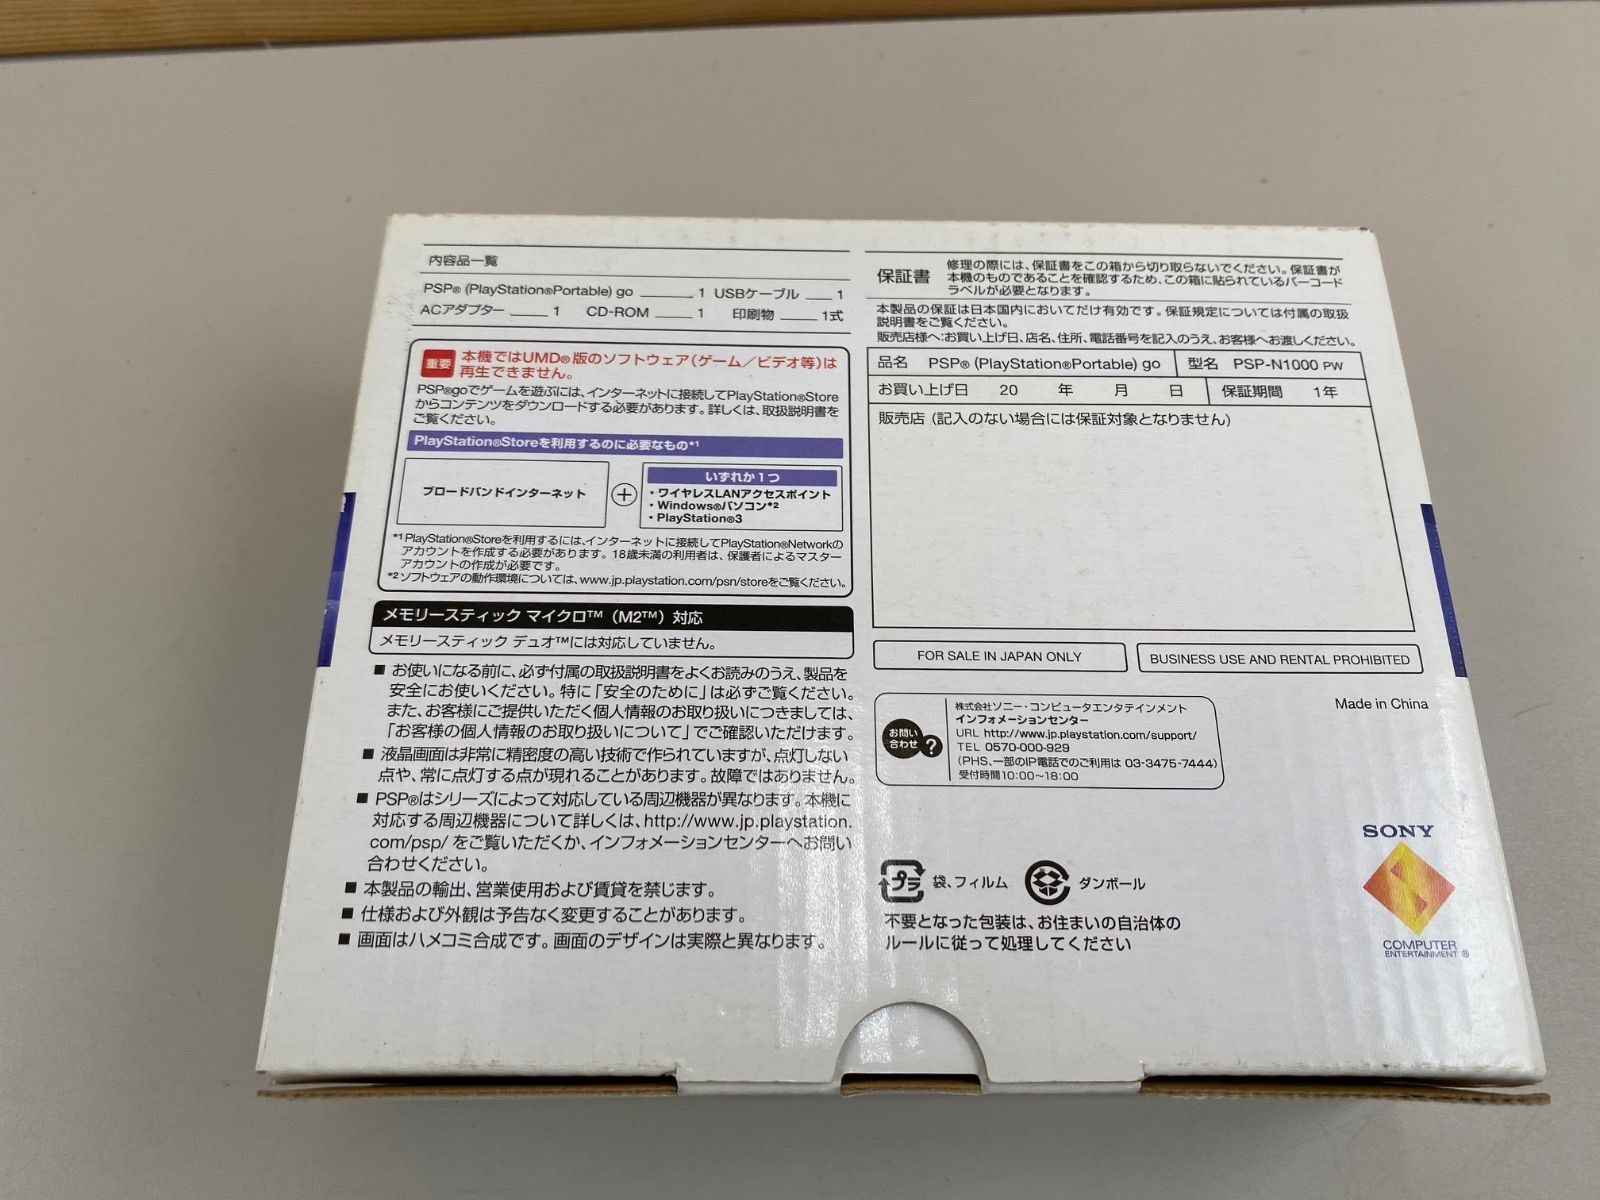 内容品一覧
PSP® (PlayStation®Portable) go 1 USBケーブル 1
ACアダプター 1 CD-ROM 1 印刷物 1式
重要 本機ではUMD®版のソフトウェア(ゲーム／ビデオ等)は
再生できません。
PSP®goでゲームを遊ぶには、インターネットに接続してPlayStation®Store
からコンテンツをダウンロードする必要があります。詳しくは、取扱説明書を
ご覧ください。
PlayStation®Storeを利用するのに必要なもの*1
ブロードバンドインターネット
+
いずれか1つ
・ワイヤレスLANアクセスポイント
・Windows®パソコン*2
・PlayStation®3
*1 PlayStation®Storeを利用するには、インターネットに接続してPlayStation®Networkの
アカウントを作成する必要があります。18歳未満の利用者は、保護者によるマスター
アカウントの作成が必要です。
*2 ソフトウェアの動作環境については、www.jp.playstation.com/psn/storeをご覧ください。
メモリースティック マイクロ™（M2™）対応
メモリースティック デュオ™には対応していません。
■ お使いになる前に、必ず付属の取扱説明書をよくお読みのうえ、製品を
安全にお使いください。特に「安全のために」は必ずご覧ください。
また、お客様にご提供いただく個人情報のお取り扱いにつきましては、
「お客様の個人情報のお取り扱いについて」でご確認いただけます。
■ 液晶画面は非常に精密度の高い技術で作られていますが、点灯しない
点や、常に点灯する点が現れることがあります。故障ではありません。
■ PSP®はシリーズによって対応している周辺機器が異なります。本機に
対応する周辺機器について詳しくは、http://www.jp.playstation.
com/psp/ をご覧いただくか、インフォメーションセンターへお問い
合わせください。
■ 本製品の輸出、営業使用および賃貸を禁じます。
■ 仕様および外観は予告なく変更することがあります。
■ 画面はハメコミ合成です。画面のデザインは実際と異なります。
保証書 修理の際には、保証書をこの箱から切り取らないでください。保証書が
本機のものであることを確認するため、この箱に貼られているバーコード
ラベルが必要となります。
本製品の保証は日本国内においてだけ有効です。保証規定については付属の取扱
説明書をご覧ください。
販売店様へ:お買い上げ日、店名、住所、電話番号を記入のうえ、お客様へお渡しください。
品名 PSP® (PlayStation®Portable) go 型名 PSP-N1000 PW
お買い上げ日 20 年 月 日 保証期間 1年
販売店 (記入のない場合には保証対象となりません)
FOR SALE IN JAPAN ONLY
BUSINESS USE AND RENTAL PROHIBITED
お問い
合わせ ?
株式会社ソニー・コンピュータエンタテインメント
インフォメーションセンター
URL http://www.jp.playstation.com/support/
TEL 0570-000-929
(PHS、一部のIP電話でのご利用は 03-3475-7444)
受付時間10:00～18:00
Made in China
プラ 袋、フィルム ダンボール
不要となった包装は、お住まいの自治体の
ルールに従って処理してください
SONY
COMPUTER
ENTERTAINMENT ®